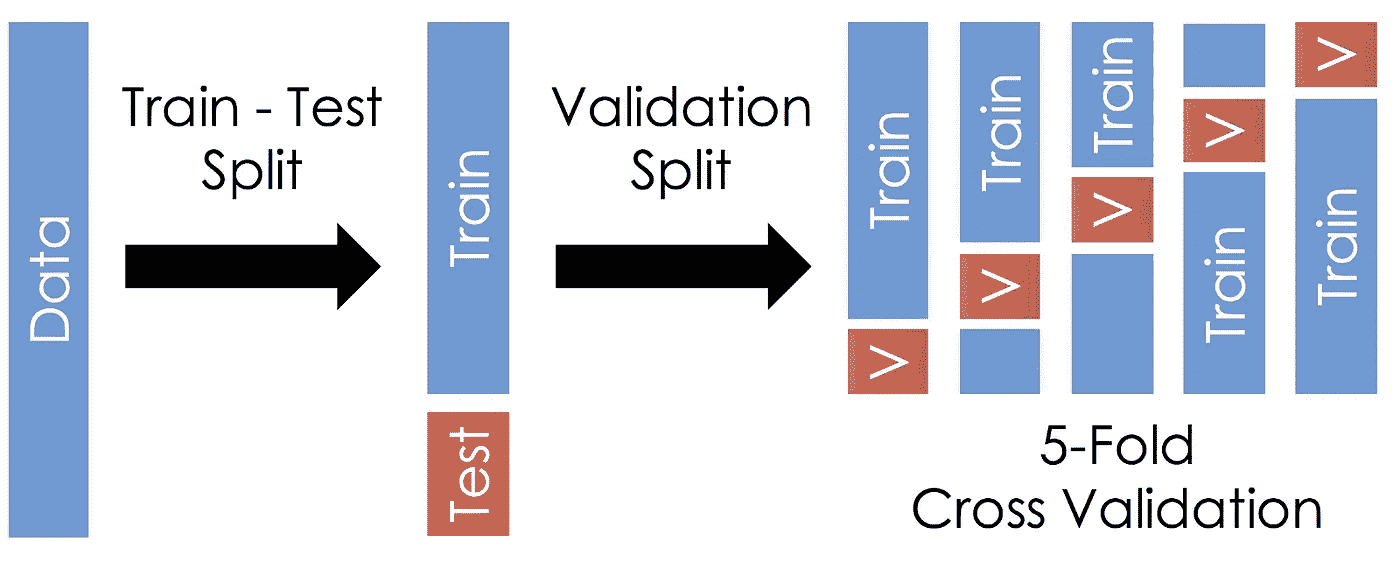 Data
Train - Test
Split
Train
Test
Validation
Split
Train
V
Train
V
Train
V
V
Train
V
Train
5-Fold
Cross Validation